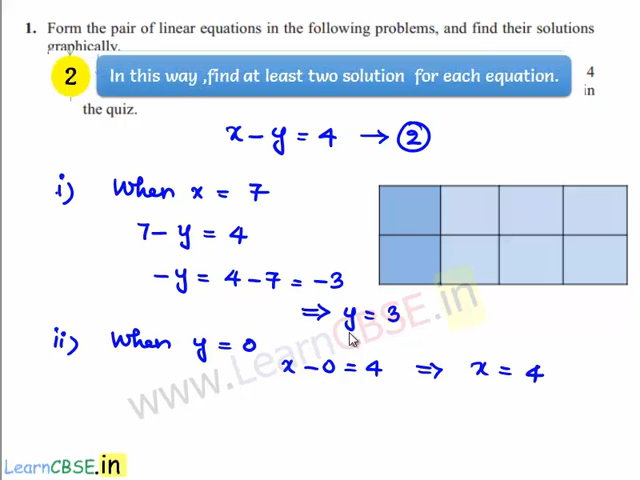 1. Form the pair of linear equations in the following problems, and find their solutions
graphically.
2 In this way ,find at least two solution for each equation. 4
in
the quiz.
x - y = 4 → ②
i) When x = 7
7 - y = 4
-y = 4 - 7 = -3
⇒ y = 3
ii) When y = 0
x - 0 = 4 ⇒ x = 4
www.LearnCBSE.in
LearnCBSE.in